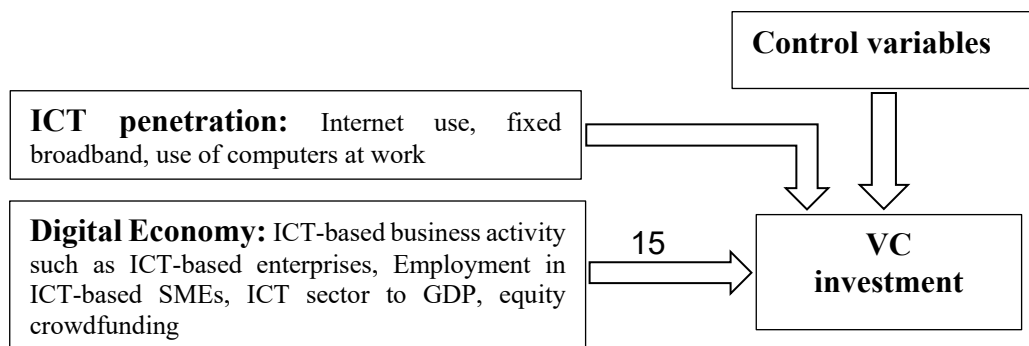 Control variables
ICT penetration: Internet use, fixed
broadband, use of computers at work
Digital Economy: ICT-based business activity
such as ICT-based enterprises, Employment in
ICT-based SMEs, ICT sector to GDP, equity
crowdfunding
15
VC
investment